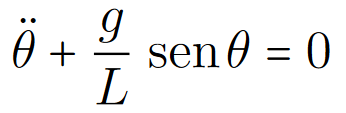 θ̈ + g/L sen θ = 0